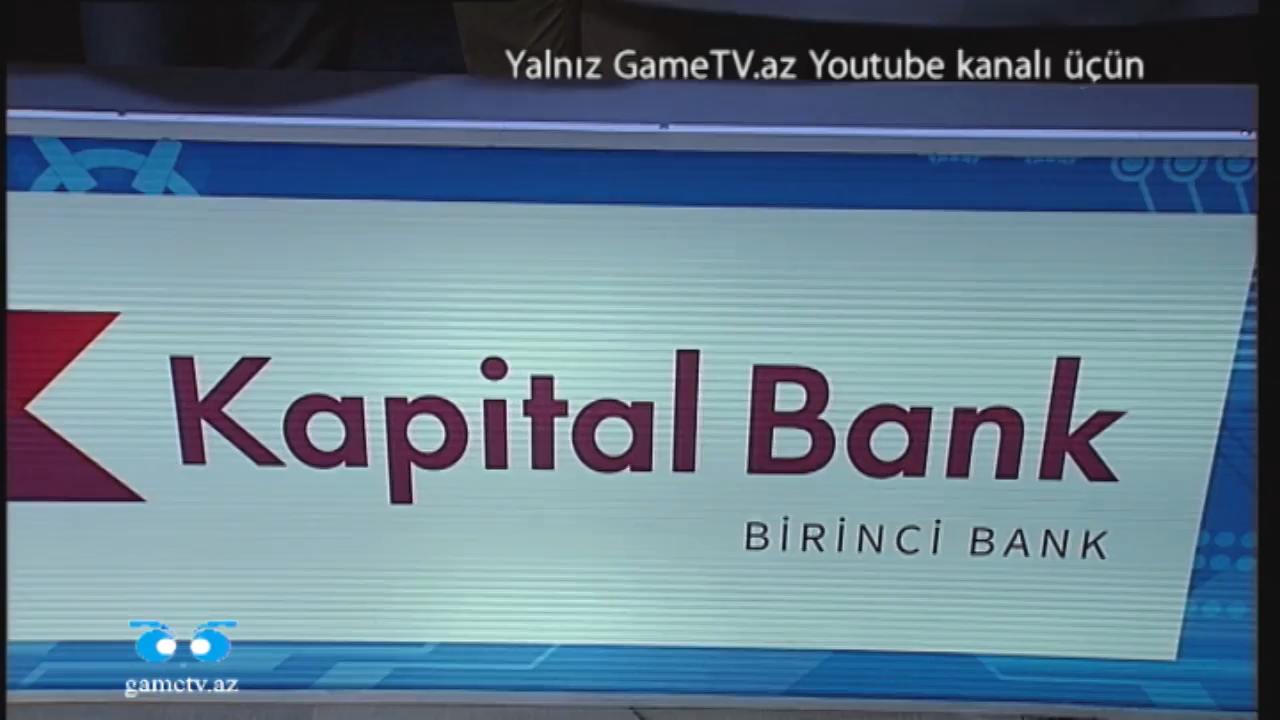 Yalnız GameTV.az Youtube kanalı üçün
Kapital Bank
BİRİNCİ BANK
gametv.az